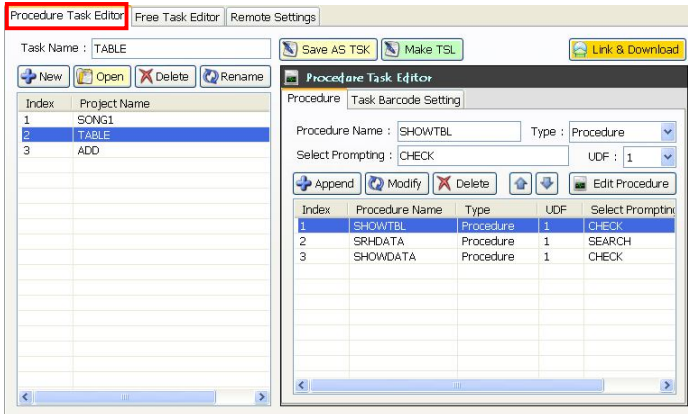 Procedure Task Editor Free Task Editor Remote Settings
Task Name : TABLE
Save AS TSK Make TSL Link & Download
New Open Delete Rename
Index Project Name
1 SONG1
2 TABLE
3 ADD
Procedure Task Editor
Procedure Task Barcode Setting
Procedure Name : SHOWTBL Type : Procedure
Select Prompting : CHECK UDF : 1
Append Modify Delete Edit Procedure
Index Procedure Name Type UDF Select Prompting
1 SHOWTBL Procedure 1 CHECK
2 SRHDATA Procedure 1 SEARCH
3 SHOWDATA Procedure 1 CHECK